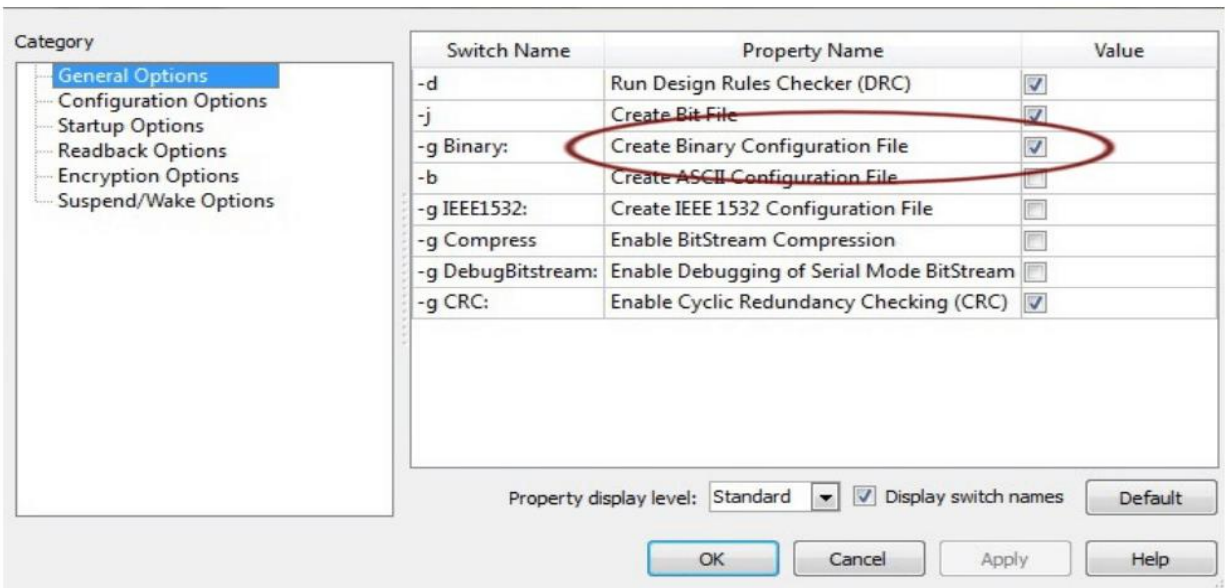 Category
General Options
Configuration Options
Startup Options
Readback Options
Encryption Options
Suspend/Wake Options
Switch Name Property Name Value
-d Run Design Rules Checker (DRC)
-j Create Bit File
-g Binary: Create Binary Configuration File
-b Create ASCII Configuration File
-g IEEE1532: Create IEEE 1532 Configuration File
-g Compress Enable BitStream Compression
-g DebugBitstream: Enable Debugging of Serial Mode BitStream
-g CRC: Enable Cyclic Redundancy Checking (CRC)
Property display level: Standard Display switch names Default
OK Cancel Apply Help